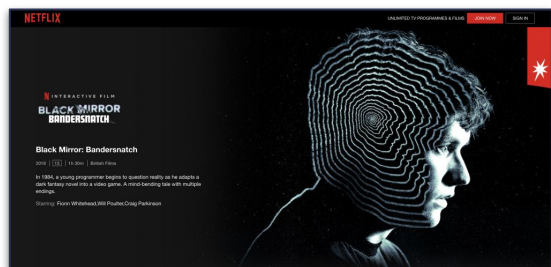 NETFLIX
UNLIMITED TV PROGRAMMES & FILMS JOIN NOW SIGN IN
N INTERACTIVE FILM
BLACK MIRROR
BANDERSNATCH
Black Mirror: Bandersnatch
2018 | 15 | 1h 30m | British Films
In 1984, a young programmer begins to question reality as he adapts a
dark fantasy novel into a video game. A mind-bending tale with multiple
endings.
Starring: Fionn Whitehead,Will Poulter,Craig Parkinson